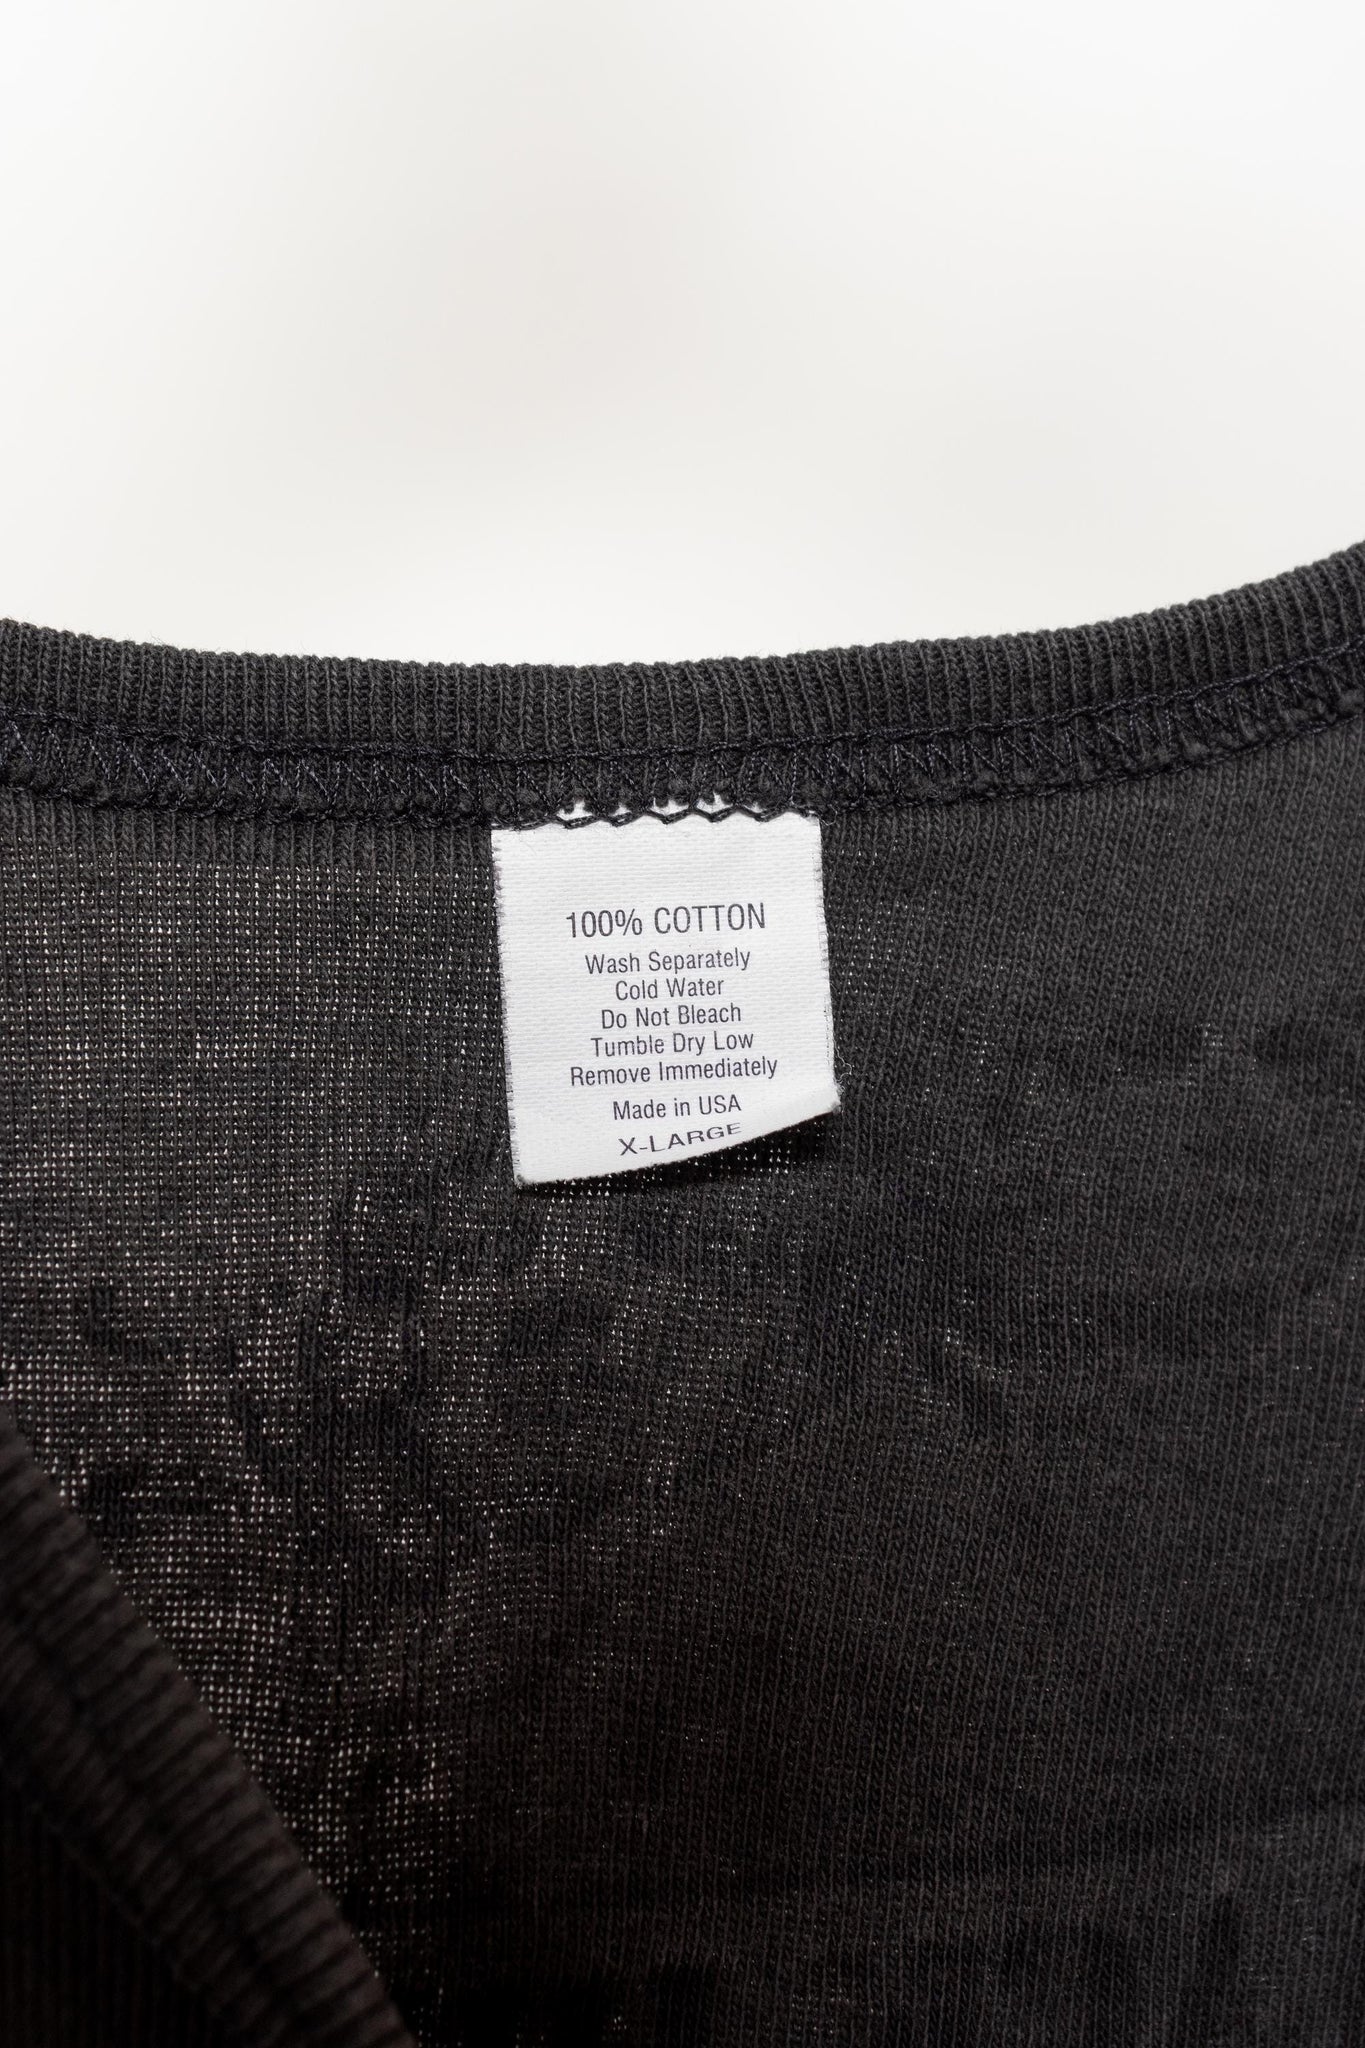 100% COTTON
Wash Separately
Cold Water
Do Not Bleach
Tumble Dry Low
Remove Immediately
Made in USA
X-LARGE